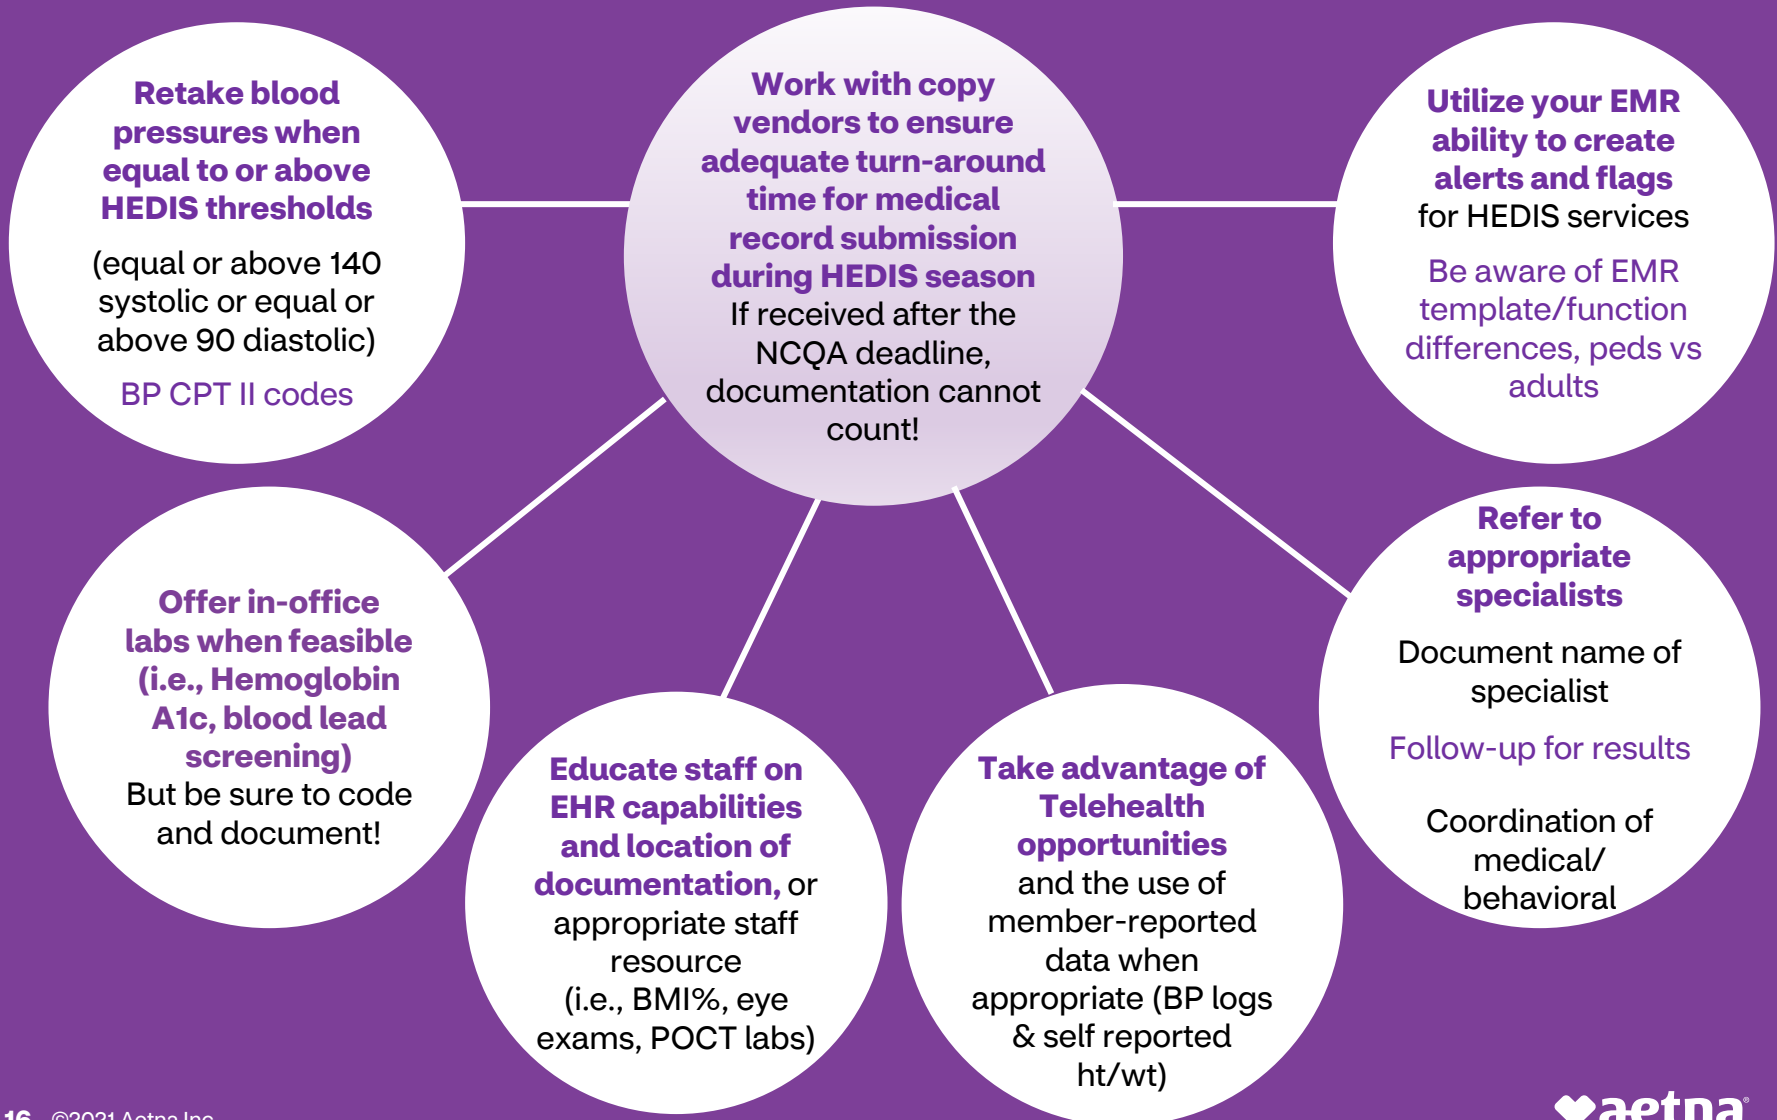 Retake blood
pressures when
equal to or above
HEDIS thresholds
(equal or above 140
systolic or equal or
above 90 diastolic)
BP CPT II codes
Work with copy
vendors to ensure
adequate turn-around
time for medical
record submission
during HEDIS season
If received after the
NCQA deadline,
documentation cannot
count!
Utilize your EMR
ability to create
alerts and flags
for HEDIS services
Be aware of EMR
template/function
differences, peds vs
adults
Offer in-office
labs when feasible
(i.e., Hemoglobin
A1c, blood lead
screening)
But be sure to code
and document!
Educate staff on
EHR capabilities
and location of
documentation, or
appropriate staff
resource
(i.e., BMI%, eye
exams, POCT labs)
Take advantage of
Telehealth
opportunities
and the use of
member-reported
data when
appropriate (BP logs
& self reported
ht/wt)
Refer to
appropriate
specialists
Document name of
specialist
Follow-up for results
Coordination of
medical/
behavioral
16 ©2021 Aetna Inc.
aetna®